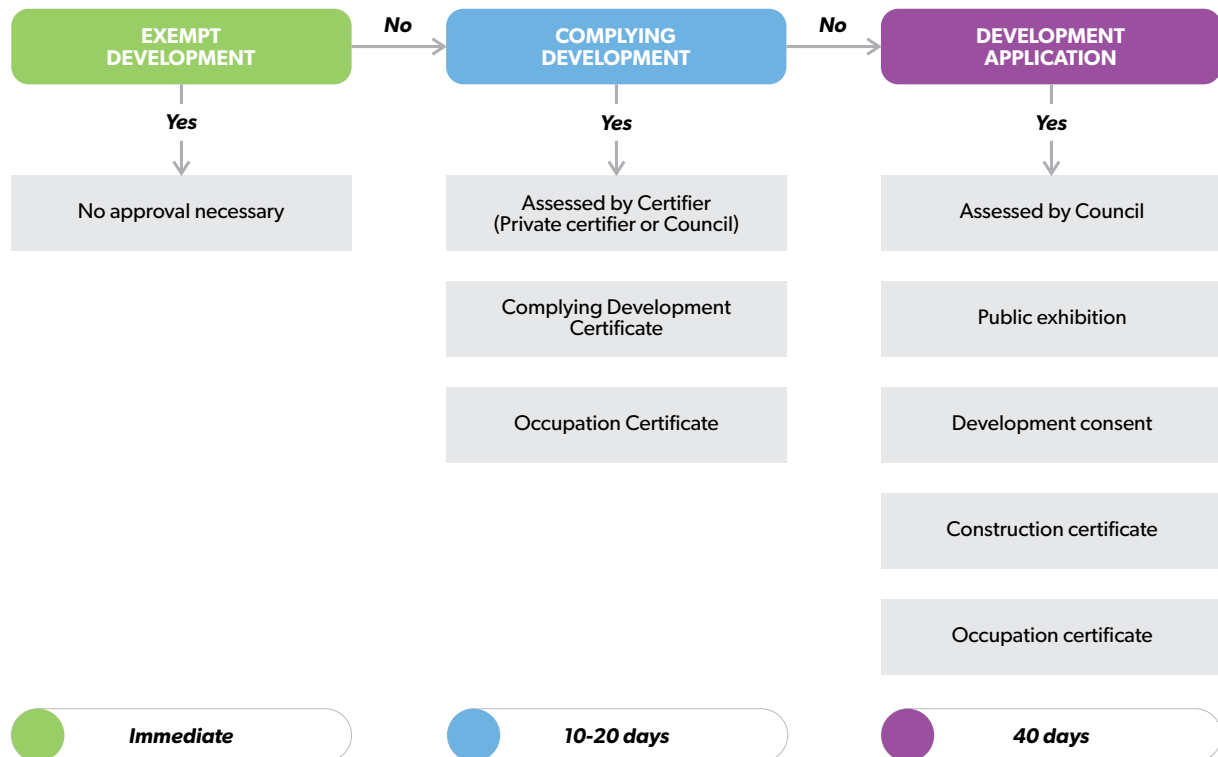 EXEMPT
DEVELOPMENT
No
COMPLYING
DEVELOPMENT
No
DEVELOPMENT
APPLICATION
Yes
Yes
Yes
No approval necessary
Assessed by Certifier
(Private certifier or Council)
Assessed by Council
Complying Development
Certificate
Public exhibition
Occupation Certificate
Development consent
Construction certificate
Occupation certificate
Immediate
10-20 days
40 days